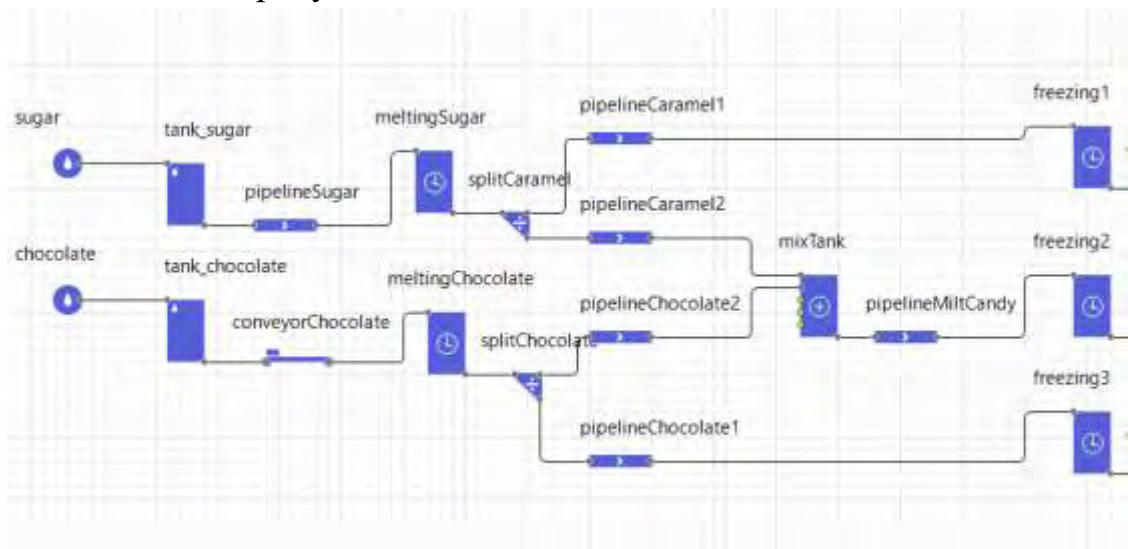 pipelineCaramel1
freezing1
sugar
tank_sugar
meltingSugar
pipelineSugar
splitCaramel
pipelineCaramel2
chocolate
tank_chocolate
meltingChocolate
mixTank
freezing2
conveyorChocolate
splitChocolate
pipelineChocolate2
pipelineMiltCandy
freezing3
pipelineChocolate1